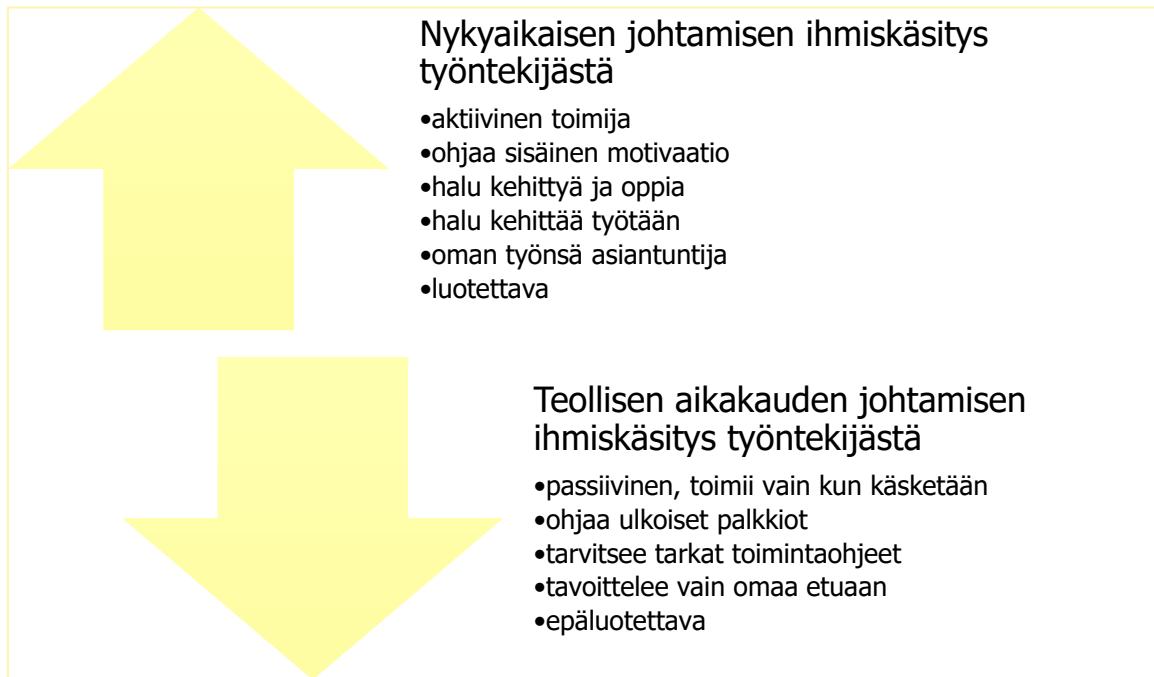 Nykyaikaisen johtamisen ihmiskäsitys
työntekijästä
•aktiivinen toimija
•ohjaa sisäinen motivaatio
•halu kehittyä ja oppia
•halu kehittää työtään
•oman työnsä asiantuntija
•luotettava
Teollisen aikakauden johtamisen
ihmiskäsitys työntekijästä
•passiivinen, toimii vain kun käsketään
•ohjaa ulkoiset palkkiot
•tarvitsee tarkat toimintaohjeet
•tavoittelee vain omaa etuaan
•epäluotettava